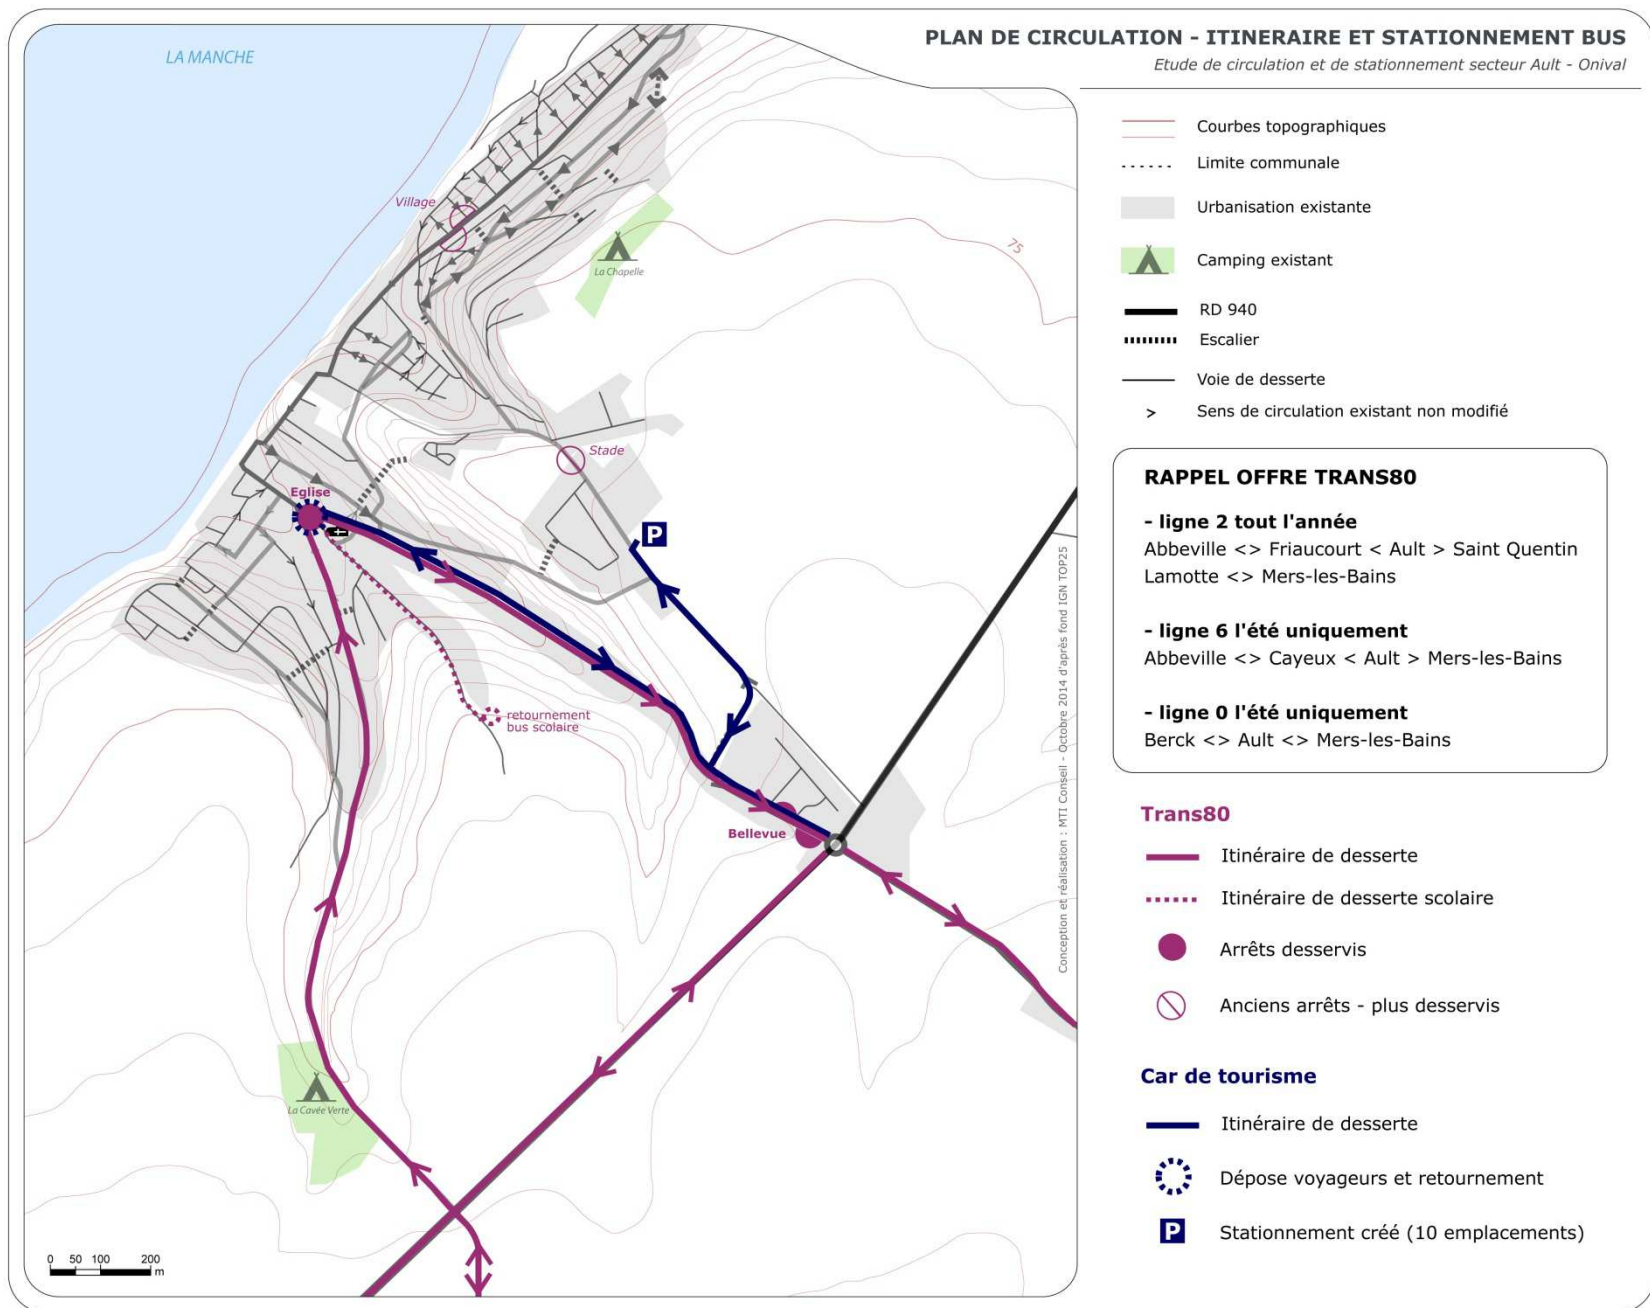 PLAN DE CIRCULATION - ITINERAIRE ET STATIONNEMENT BUS
Etude de circulation et de stationnement secteur Ault - Onival
LA MANCHE
Village
La Chapelle
75
Stade
Eglise
P
retournement
bus scolaire
Bellevue
La Cavée Verte
0 50 100 200
m
Conception et réalisation : MTI Conseil - Octobre 2014 d'après fond IGN TOP25
Courbes topographiques
Limite communale
Urbanisation existante
Camping existant
RD 940
Escalier
Voie de desserte
Sens de circulation existant non modifié
RAPPEL OFFRE TRANS80
- ligne 2 tout l'année
Abbeville <> Friaucourt < Ault > Saint Quentin
Lamotte <> Mers-les-Bains
- ligne 6 l'été uniquement
Abbeville <> Cayeux < Ault > Mers-les-Bains
- ligne 0 l'été uniquement
Berck <> Ault <> Mers-les-Bains
Trans80
Itinéraire de desserte
Itinéraire de desserte scolaire
Arrêts desservis
Anciens arrêts - plus desservis
Car de tourisme
Itinéraire de desserte
Dépose voyageurs et retournement
P Stationnement créé (10 emplacements)